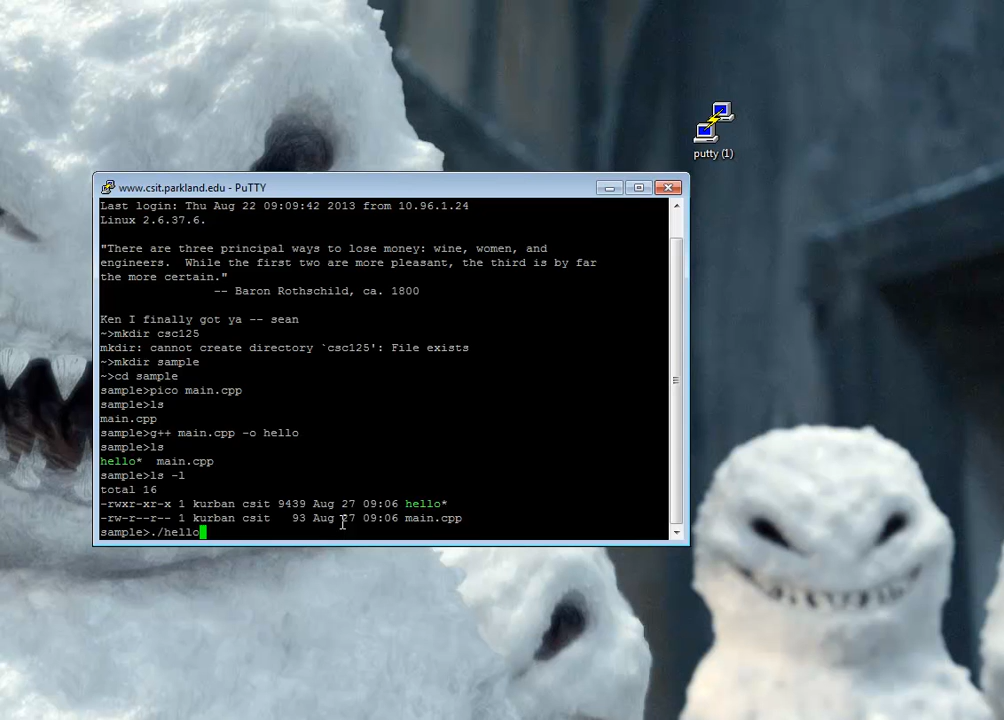 putty (1)
www.csit.parkland.edu - PuTTY
Last login: Thu Aug 22 09:09:42 2013 from 10.96.1.24
Linux 2.6.37.6.
"There are three principal ways to lose money: wine, women, and
engineers.  While the first two are more pleasant, the third is by far
the more certain."
-- Baron Rothschild, ca. 1800
Ken I finally got ya -- sean
~>mkdir csc125
mkdir: cannot create directory `csc125': File exists
~>mkdir sample
~>cd sample
sample>pico main.cpp
sample>ls
main.cpp
sample>g++ main.cpp -o hello
sample>ls
hello*  main.cpp
sample>ls -l
total 16
-rwxr-xr-x 1 kurban csit 9439 Aug 27 09:06 hello*
-rw-r--r-- 1 kurban csit   93 Aug 27 09:06 main.cpp
sample>./hello